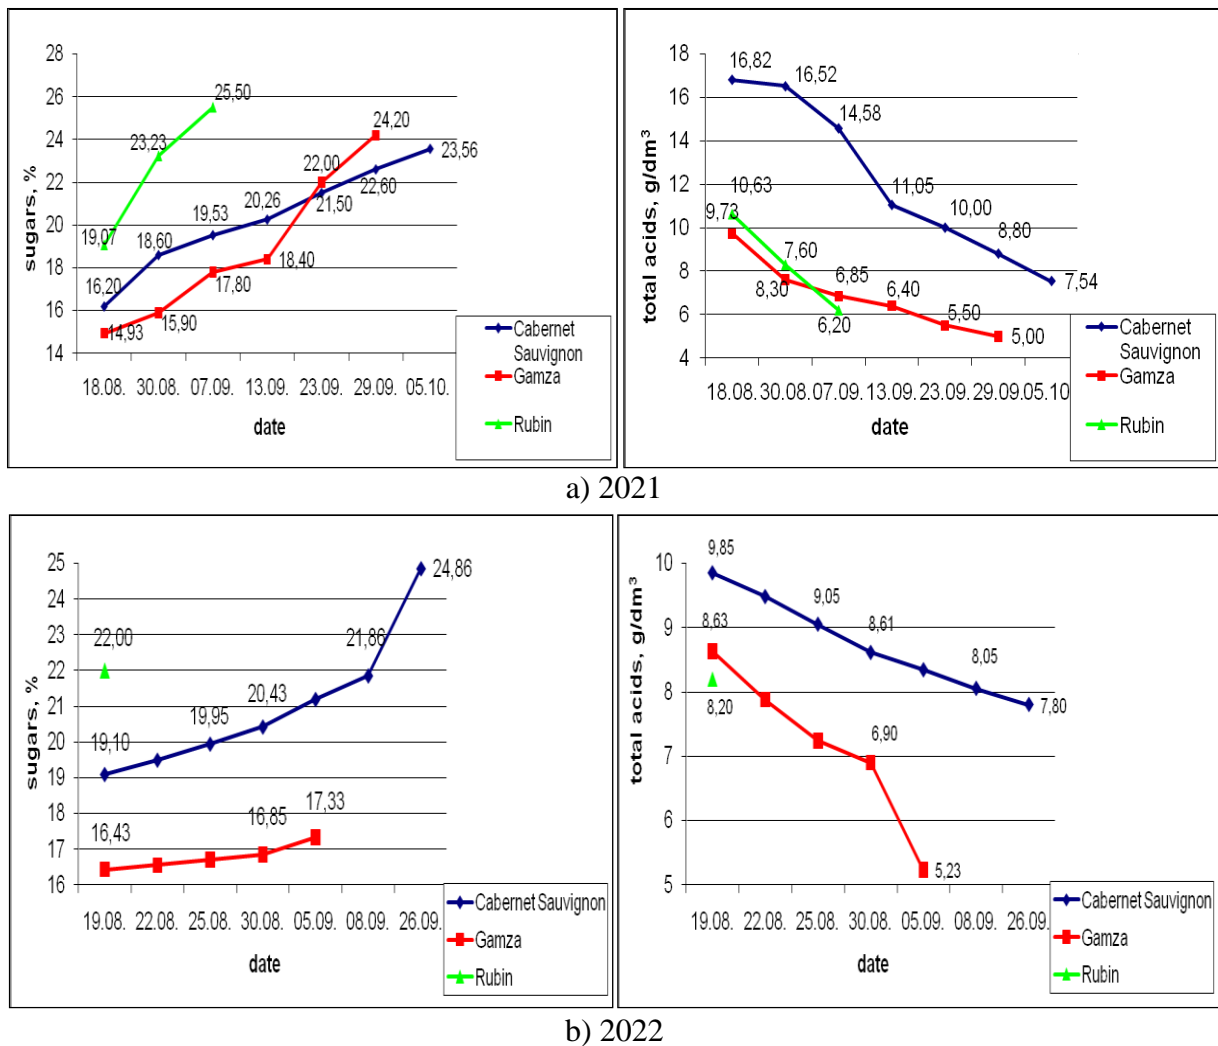 sugars, %
28
26
24
22
20
18
16
14
25,50
23,23
19,07
24,20
22,00
23,56
20,26
19,53
18,60
21,50
22,60
16,20
18,40
17,80
15,90
14,93
18.08. 30.08. 07.09. 13.09. 23.09. 29.09. 05.10.
date
Cabernet
Sauvignon
Gamza
Rubin
total acids, g/dm³
18
16
14
12
10
8
6
4
16,82
16,52
14,58
11,05
10,63
9,73
10,00
8,80
7,60
8,30
6,85
6,40
7,54
6,20
5,50
5,00
18.08. 30.08. 07.09. 13.09. 23.09. 29.09. 05.10
date
Cabernet
Sauvignon
Gamza
Rubin
a) 2021
sugars, %
25
24
23
22
21
20
19
18
17
16
24,86
22,00
21,86
20,43
19,95
19,10
17,33
16,85
16,43
19.08. 22.08. 25.08. 30.08. 05.09. 08.09. 26.09.
date
Cabernet Sauvignon
Gamza
Rubin
total acids, g/dm³
10
9
8
7
6
5
9,85
9,05
8,63
8,61
8,20
8,05
7,80
6,90
5,23
19.08. 22.08. 25.08. 30.08. 05.09. 08.09. 26.09.
date
Cabernet Sauvignon
Gamza
Rubin
b) 2022